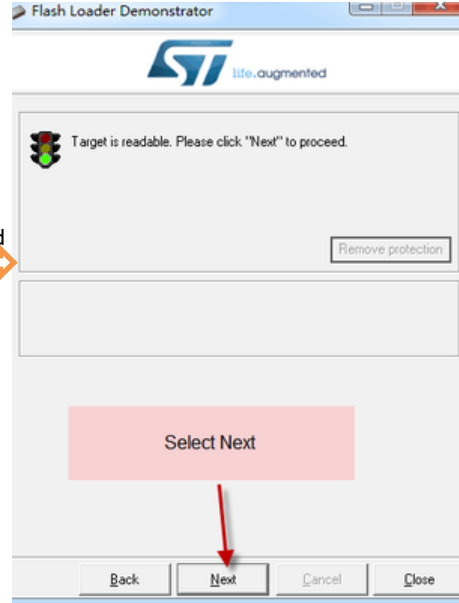 Flash Loader Demonstrator
ST life.augmented
Target is readable. Please click "Next" to proceed.
d
Remove protection
Select Next
Back Next Cancel Close